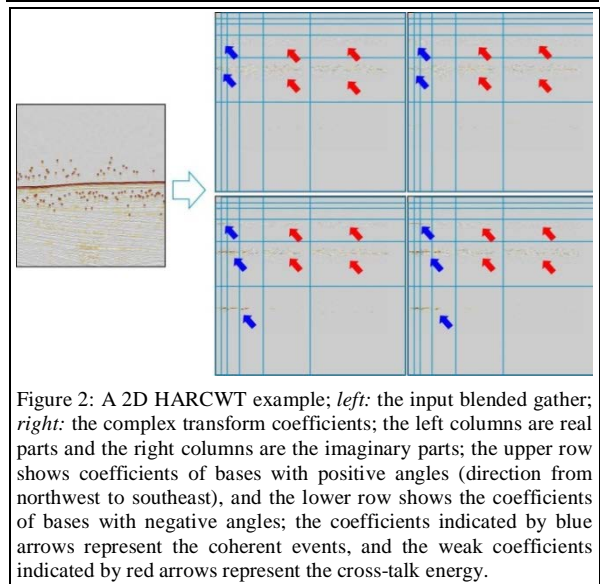 Figure 2: A 2D HARCWT example; left: the input blended gather;
right: the complex transform coefficients; the left columns are real
parts and the right columns are the imaginary parts; the upper row
shows coefficients of bases with positive angles (direction from
northwest to southeast), and the lower row shows the coefficients
of bases with negative angles; the coefficients indicated by blue
arrows represent the coherent events, and the weak coefficients
indicated by red arrows represent the cross-talk energy.